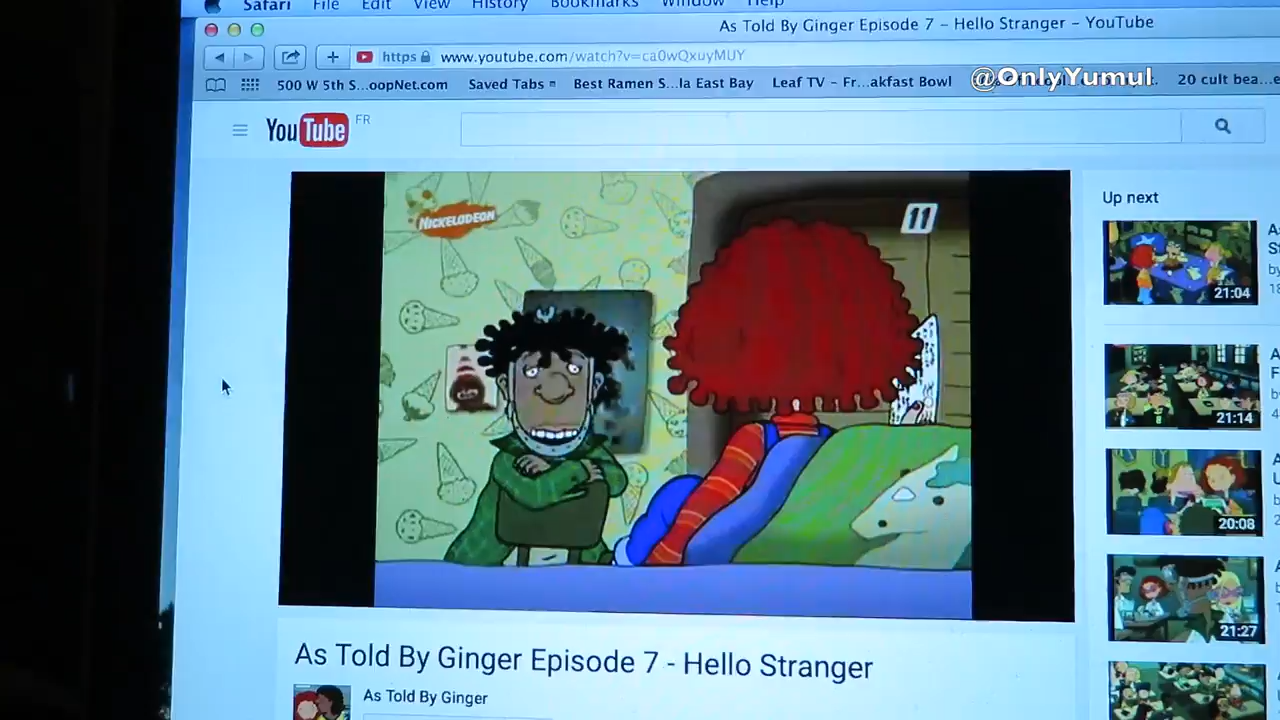 Safari File Edit View History Bookmarks Window Help
As Told By Ginger Episode 7 - Hello Stranger - YouTube
https www.youtube.com/watch?v=ca0wQxuyMUY
500 W 5th S...oopNet.com Saved Tabs Best Ramen S...la East Bay Leaf TV - Fr...akfast Bowl @OnlyYumul 20 cult bea...e
YouTube FR
Up next
NICKELODEON
11
21:04
21:14
20:08
21:27
As Told By Ginger Episode 7 - Hello Stranger
As Told By Ginger